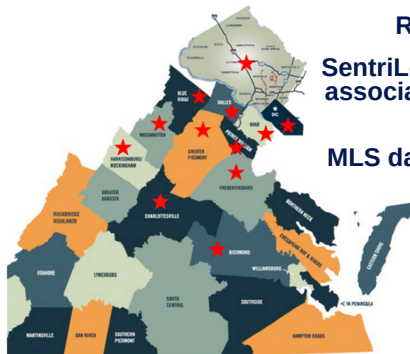 R
SentriL
associa
MLS da
BLUE
RIDGE
DULLES
DC
NVAR
PRINCE WILLIAM
MASSANUTTEN
GREATER
PIEDMONT
HARRISONBURG/
ROCKINGHAM
FREDERICKSBURG
GREATER
AUGUSTA
CHARLOTTESVILLE
NORTHERN NECK
ROCKBRIDGE
HIGHLANDS
CHESAPEAKE BAY & RIVERS
EASTERN SHORE
RICHMOND
WILLIAMSBURG
ROANOKE
LYNCHBURG
SOUTH
CENTRAL
SOUTHSIDE
< VA PENINSULA
MARTINSVILLE
DAN RIVER
SOUTHERN
PIEDMONT
HAMPTON ROADS